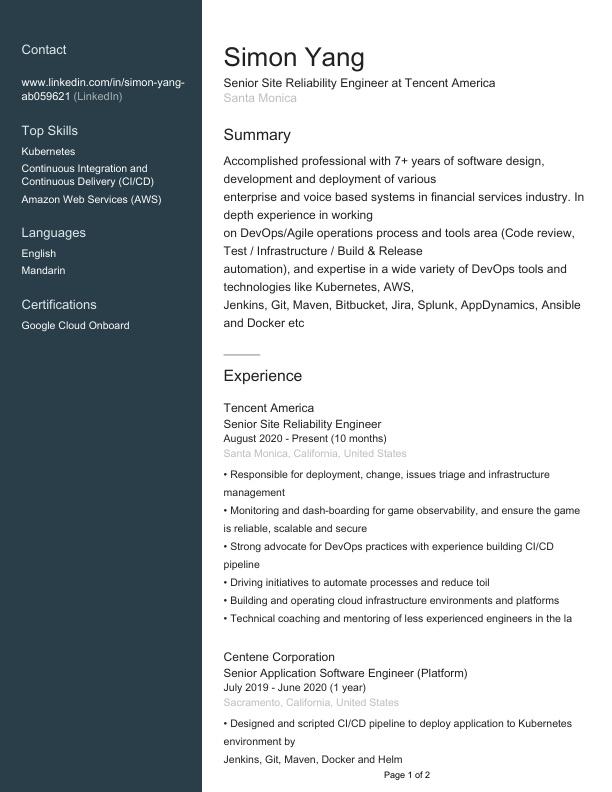 Contact
www.linkedin.com/in/simon-yang-
ab059621 (LinkedIn)
Top Skills
Kubernetes
Continuous Integration and
Continuous Delivery (CI/CD)
Amazon Web Services (AWS)
Languages
English
Mandarin
Certifications
Google Cloud Onboard
Simon Yang
Senior Site Reliability Engineer at Tencent America
Santa Monica
Summary
Accomplished professional with 7+ years of software design,
development and deployment of various
enterprise and voice based systems in financial services industry. In
depth experience in working
on DevOps/Agile operations process and tools area (Code review,
Test / Infrastructure / Build & Release
automation), and expertise in a wide variety of DevOps tools and
technologies like Kubernetes, AWS,
Jenkins, Git, Maven, Bitbucket, Jira, Splunk, AppDynamics, Ansible
and Docker etc
Experience
Tencent America
Senior Site Reliability Engineer
August 2020 - Present (10 months)
Santa Monica, California, United States
• Responsible for deployment, change, issues triage and infrastructure
management
• Monitoring and dash-boarding for game observability, and ensure the game
is reliable, scalable and secure
• Strong advocate for DevOps practices with experience building CI/CD
pipeline
• Driving initiatives to automate processes and reduce toil
• Building and operating cloud infrastructure environments and platforms
• Technical coaching and mentoring of less experienced engineers in the la
Centene Corporation
Senior Application Software Engineer (Platform)
July 2019 - June 2020 (1 year)
Sacramento, California, United States
• Designed and scripted CI/CD pipeline to deploy application to Kubernetes
environment by
Jenkins, Git, Maven, Docker and Helm
Page 1 of 2